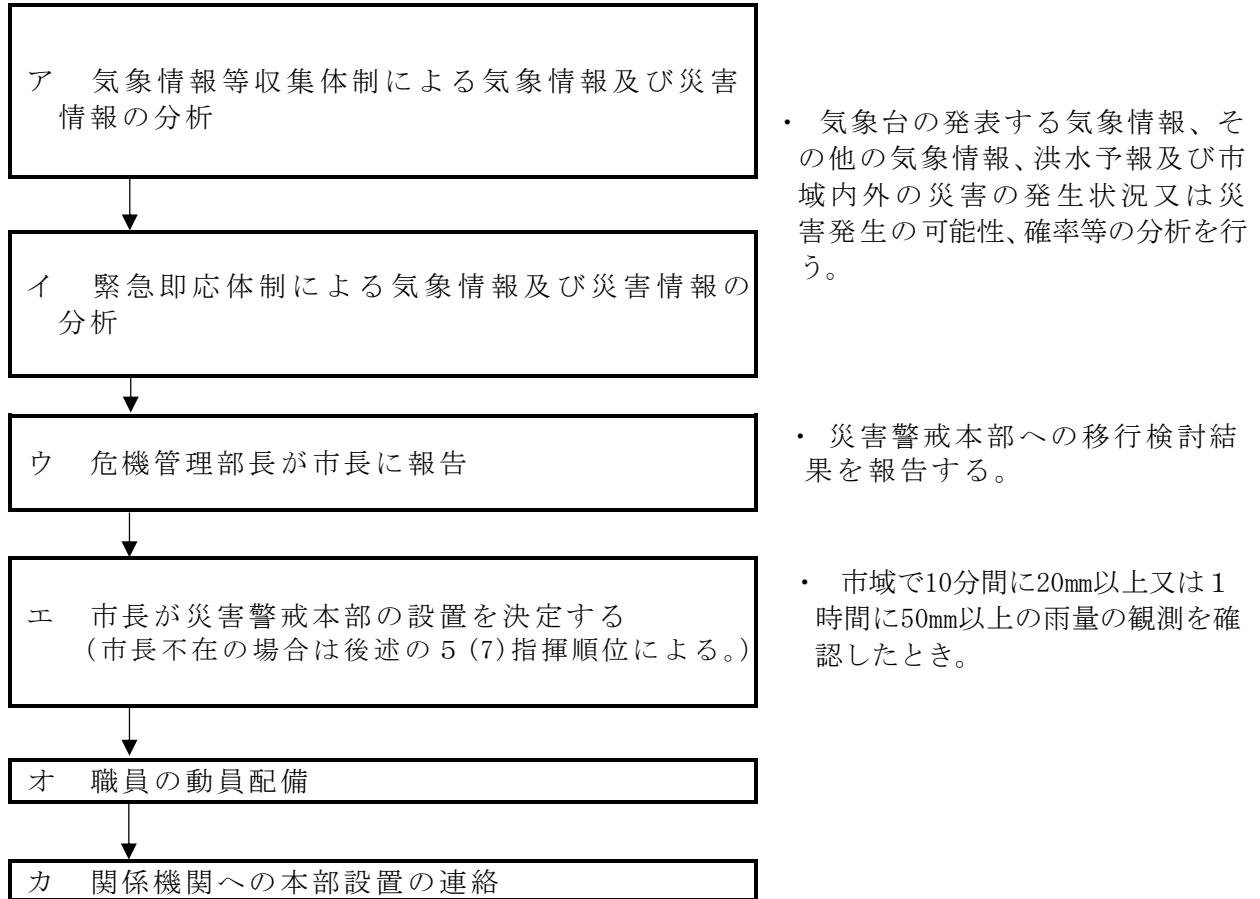 ア 気象情報等収集体制による気象情報及び災害
情報の分析
・ 気象台の発表する気象情報、そ
の他の気象情報、洪水予報及び市
域内外の災害の発生状況又は災
害発生の可能性、確率等の分析を行
う。
イ 緊急即応体制による気象情報及び災害情報の
分析
ウ 危機管理部長が市長に報告
・ 災害警戒本部への移行検討結
果を報告する。
エ 市長が災害警戒本部の設置を決定する
(市長不在の場合は後述の5(7)指揮順位による。)
・ 市域で10分間に20㎜以上又は1
時間に50㎜以上の雨量の観測を確
認したとき。
オ 職員の動員配備
カ 関係機関への本部設置の連絡